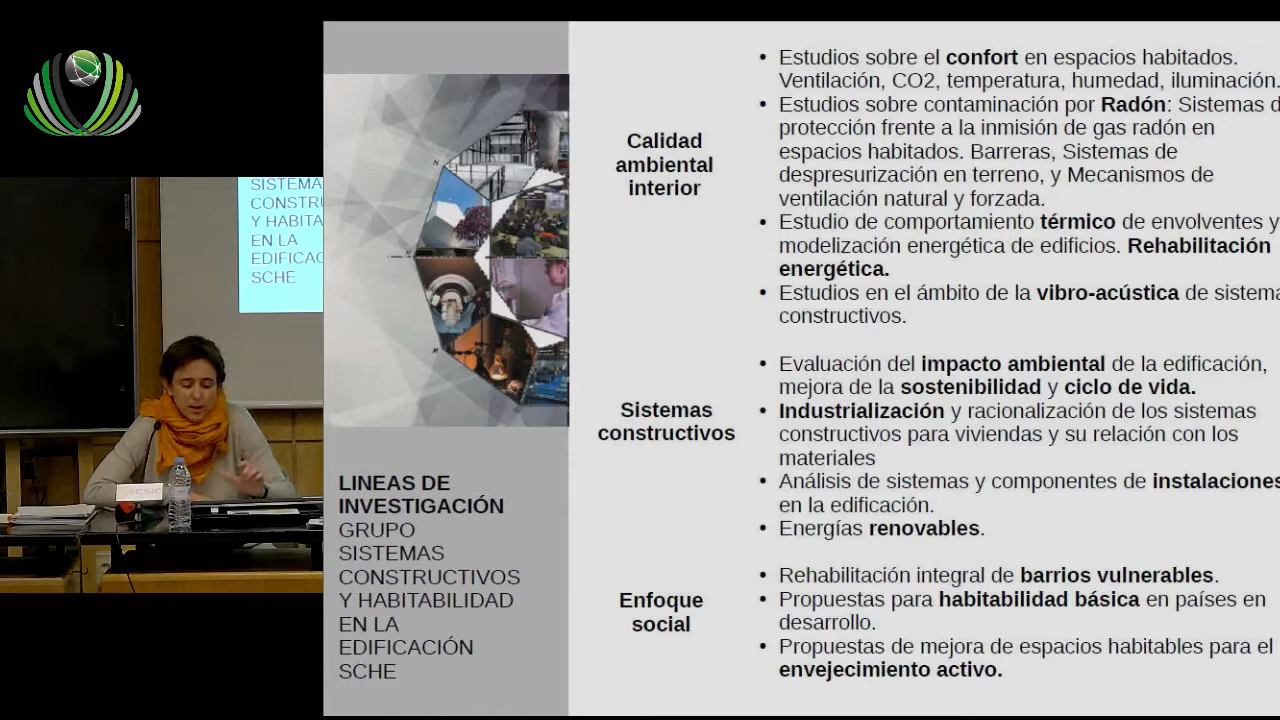 SISTEMA
CONSTRU
Y HABITA
EN LA
EDIFICAC
SCHE
CSIC
LINEAS DE
INVESTIGACIÓN
GRUPO
SISTEMAS
CONSTRUCTIVOS
Y HABITABILIDAD
EN LA
EDIFICACIÓN
SCHE
Calidad
ambiental
interior
• Estudios sobre el confort en espacios habitados.
Ventilación, CO2, temperatura, humedad, iluminación.
• Estudios sobre contaminación por Radón: Sistemas d
protección frente a la inmisión de gas radón en
espacios habitados. Barreras, Sistemas de
despresurización en terreno, y Mecanismos de
ventilación natural y forzada.
• Estudio de comportamiento térmico de envolventes y
modelización energética de edificios. Rehabilitación
energética.
• Estudios en el ámbito de la vibro-acústica de sistema
constructivos.
Sistemas
constructivos
• Evaluación del impacto ambiental de la edificación,
mejora de la sostenibilidad y ciclo de vida.
• Industrialización y racionalización de los sistemas
constructivos para viviendas y su relación con los
materiales
• Análisis de sistemas y componentes de instalaciones
en la edificación.
• Energías renovables.
Enfoque
social
• Rehabilitación integral de barrios vulnerables.
• Propuestas para habitabilidad básica en países en
desarrollo.
• Propuestas de mejora de espacios habitables para el
envejecimiento activo.